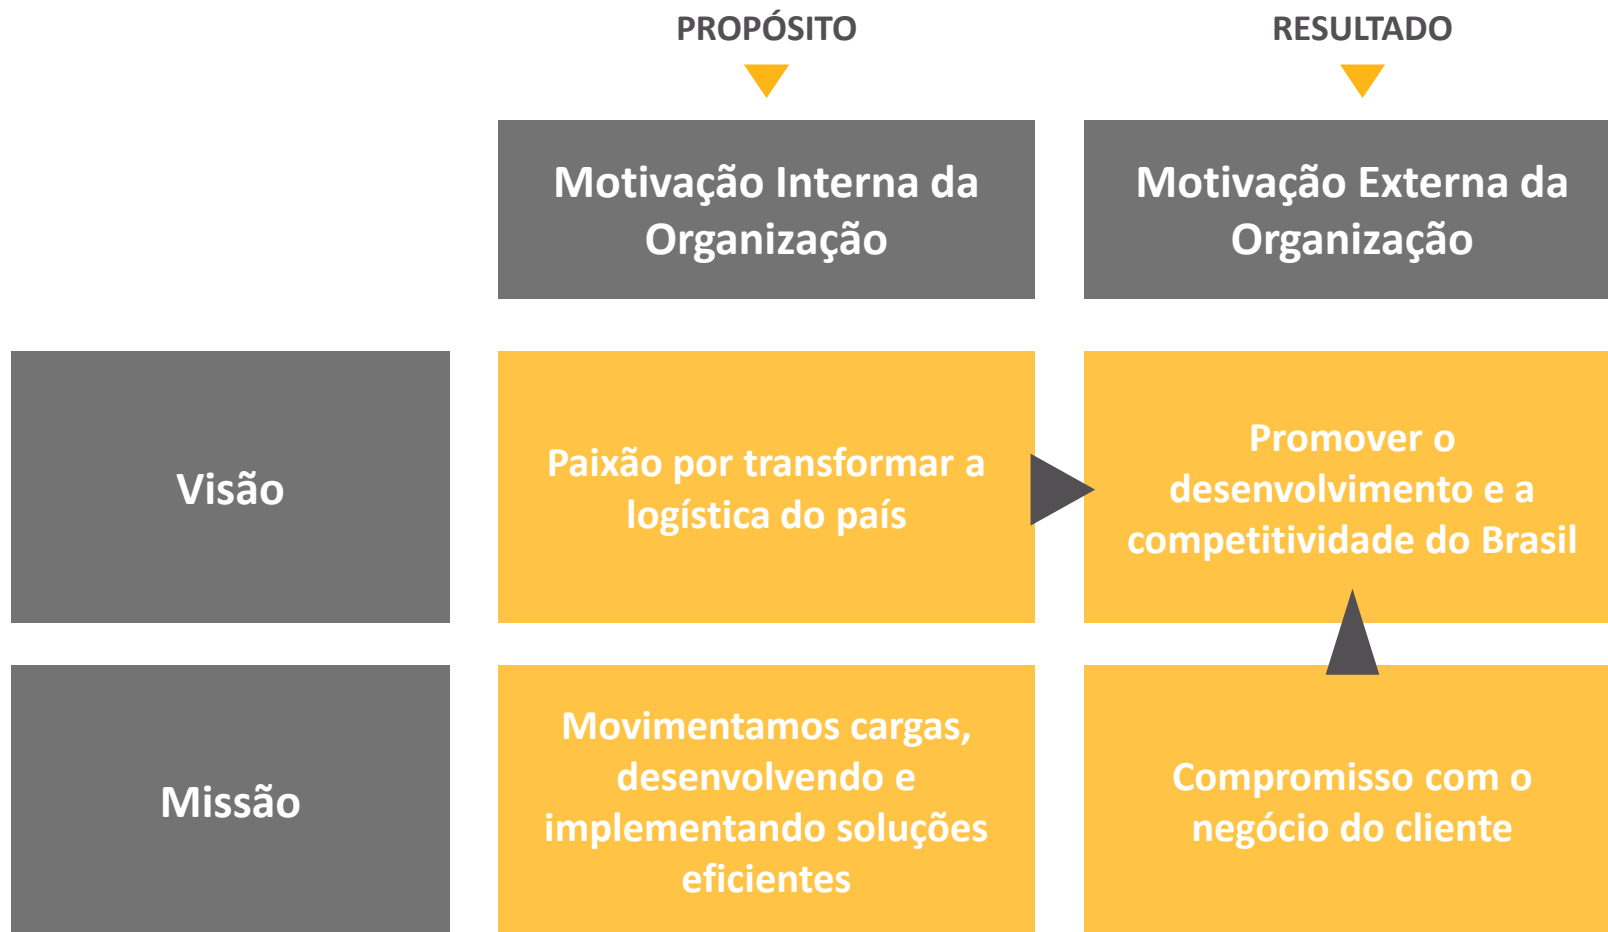 PROPÓSITO
RESULTADO
Motivação Interna da
Organização
Motivação Externa da
Organização
Visão
Paixão por transformar a
logística do país
Promover o
desenvolvimento e a
competitividade do Brasil
Missão
Movimentamos cargas,
desenvolvendo e
implementando soluções
eficientes
Compromisso com o
negócio do cliente